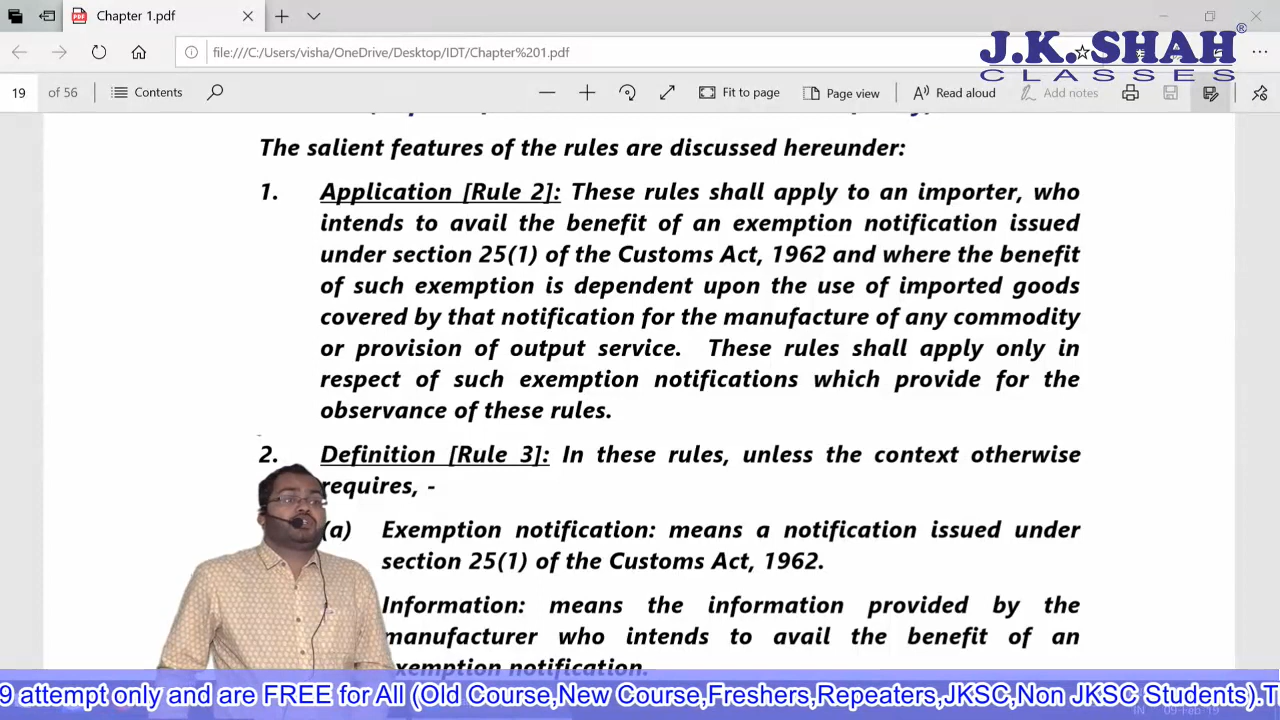 Chapter 1.pdf
file:///C:/Users/visha/OneDrive/Desktop/IDT/Chapter%201.pdf
J.K.SHAH®
CLASSES
19 of 56 Contents Fit to page Page view Read aloud Add notes
The salient features of the rules are discussed hereunder:
1. Application [Rule 2]: These rules shall apply to an importer, who
intends to avail the benefit of an exemption notification issued
under section 25(1) of the Customs Act, 1962 and where the benefit
of such exemption is dependent upon the use of imported goods
covered by that notification for the manufacture of any commodity
or provision of output service. These rules shall apply only in
respect of such exemption notifications which provide for the
observance of these rules.
2. Definition [Rule 3]: In these rules, unless the context otherwise
requires, -
(a) Exemption notification: means a notification issued under
section 25(1) of the Customs Act, 1962.
Information: means the information provided by the
manufacturer who intends to avail the benefit of an
exemption notification.
9 attempt only and are FREE for All (Old Course,New Course,Freshers,Repeaters,JKSC,Non JKSC Students).T
IN 09-Feb-19